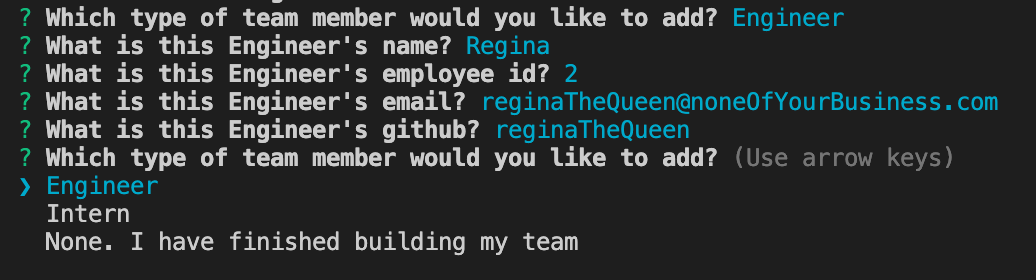 ? Which type of team member would you like to add? Engineer
? What is this Engineer's name? Regina
? What is this Engineer's employee id? 2
? What is this Engineer's email? reginaTheQueen@noneOfYourBusiness.com
? What is this Engineer's github? reginaTheQueen
? Which type of team member would you like to add? (Use arrow keys)
❯ Engineer
  Intern
  None. I have finished building my team